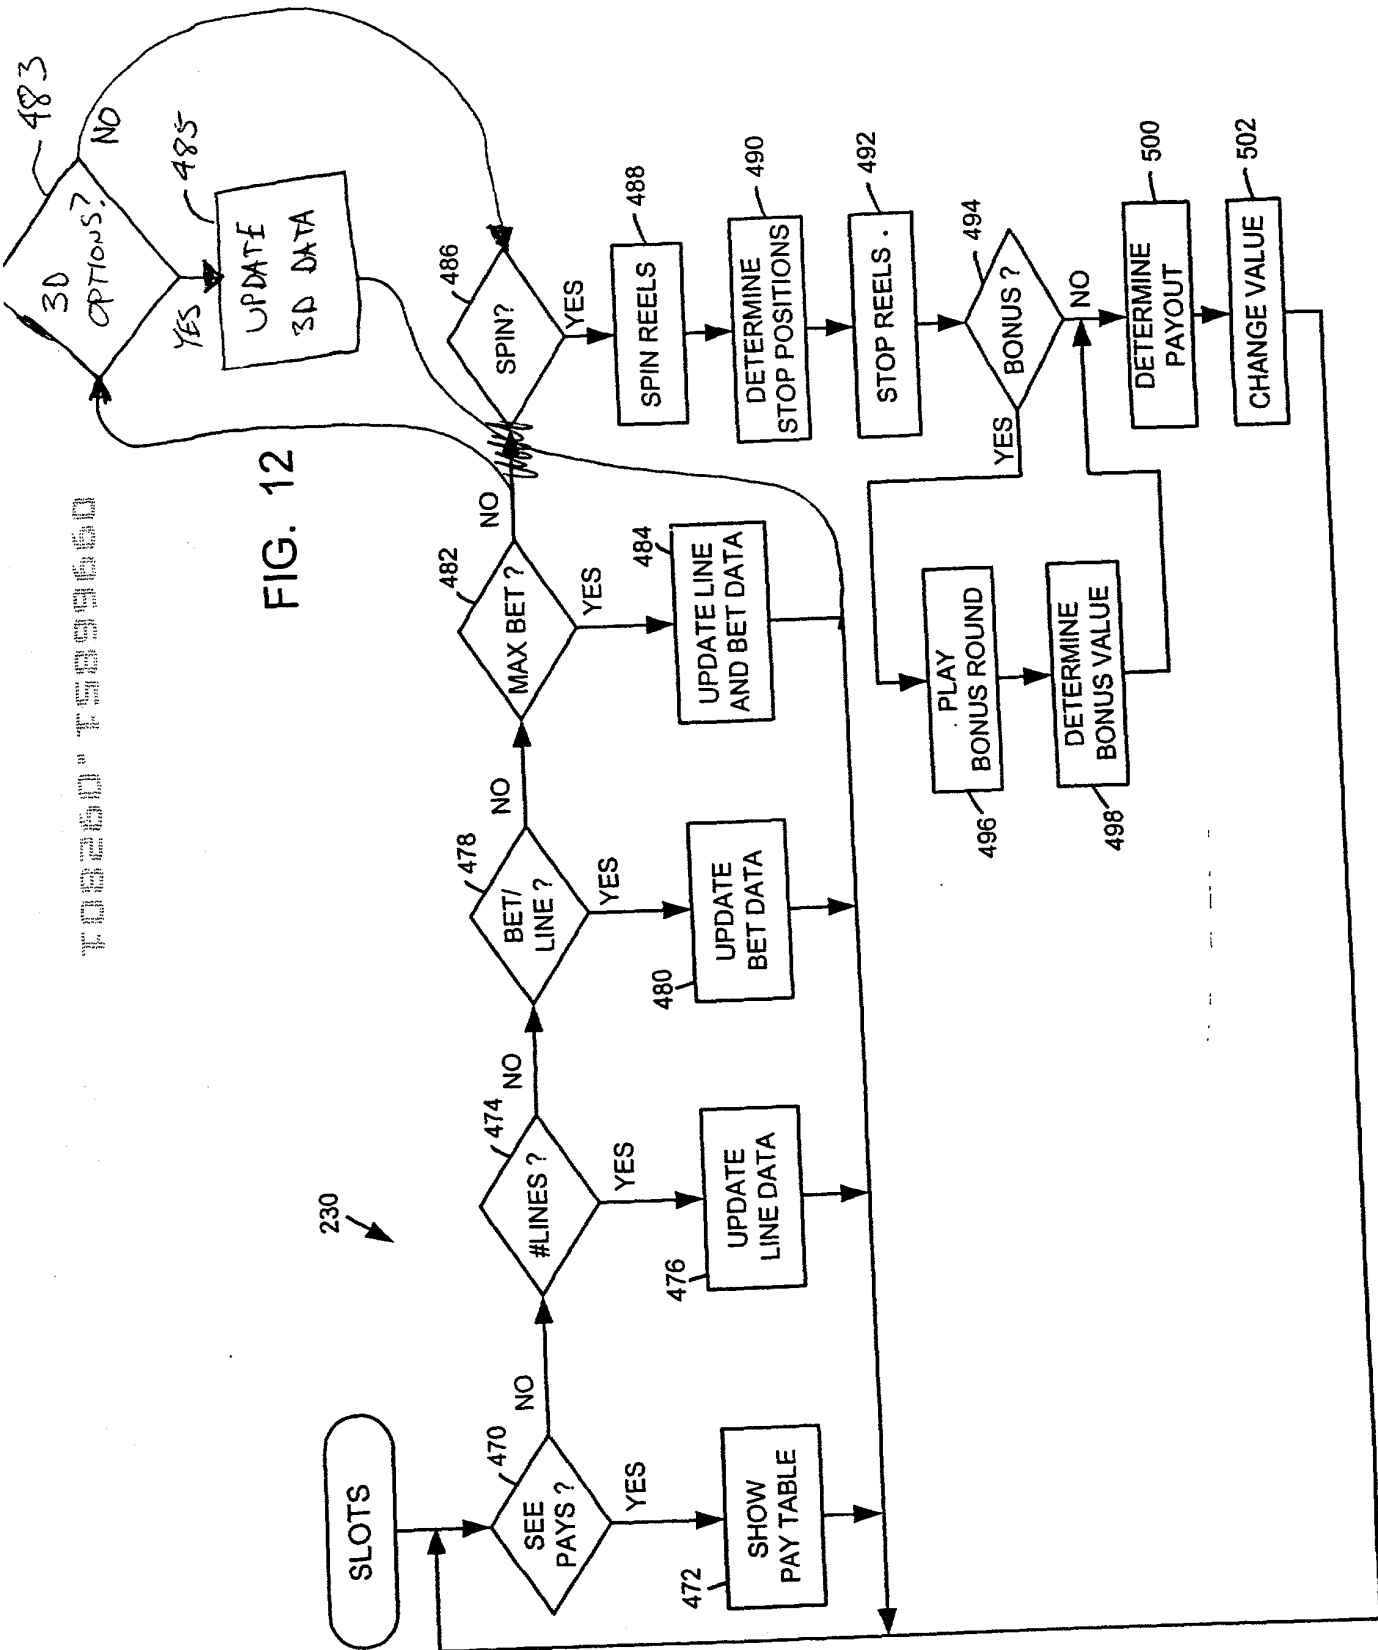 483
3D
OPTIONS?
NO
YES
485
UPDATE
3D DATA
FIG. 12
230
SLOTS
470
SEE
PAYS ?
NO
YES
472
SHOW
PAY TABLE
474
#LINES ?
NO
YES
476
UPDATE
LINE DATA
478
BET/
LINE ?
NO
YES
480
UPDATE
BET DATA
482
MAX BET ?
NO
YES
484
UPDATE LINE
AND BET DATA
486
SPIN?
YES
488
SPIN REELS
490
DETERMINE
STOP POSITIONS
492
STOP REELS .
494
BONUS ?
YES
NO
496
PLAY
BONUS ROUND
498
DETERMINE
BONUS VALUE
500
DETERMINE
PAYOUT
502
CHANGE VALUE